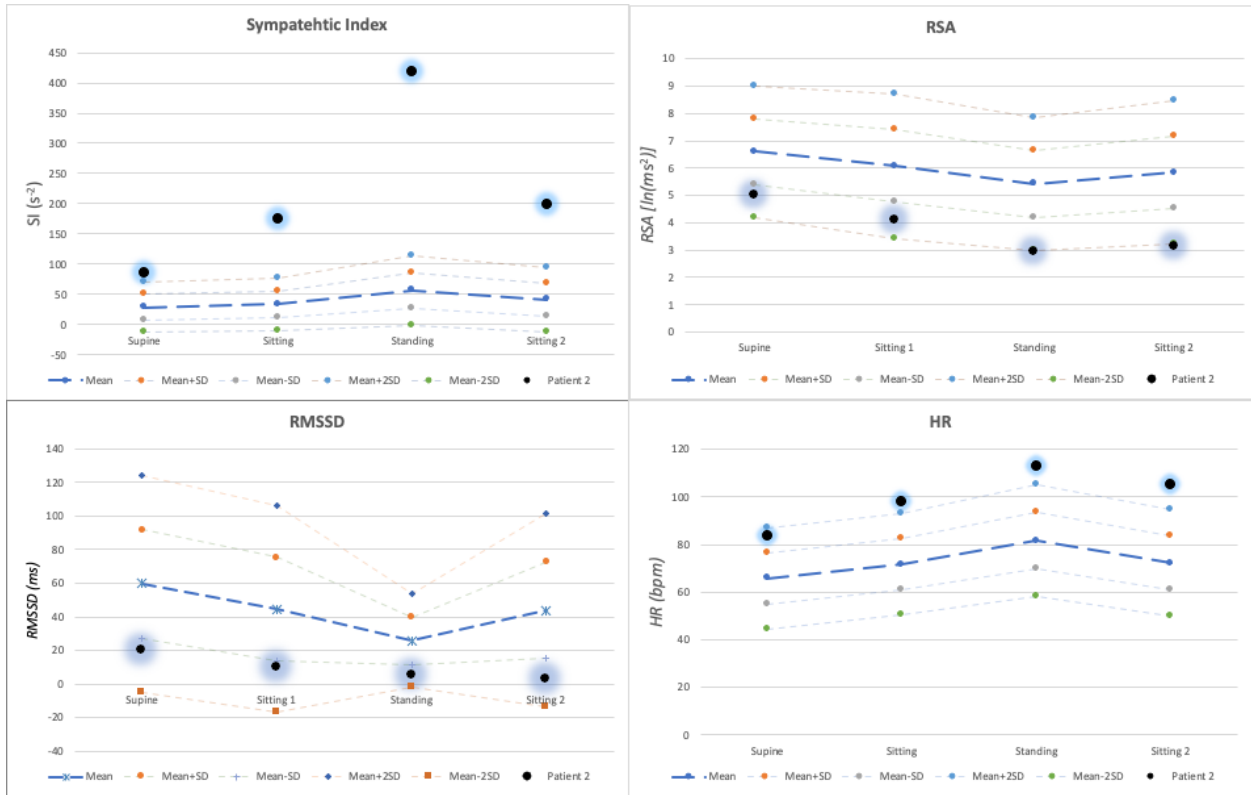 Sympatehtic Index
450
400
350
300
250
200
150
100
50
0
-50
SI (s⁻²)
Supine Sitting Standing Sitting 2
Mean Mean+SD Mean-SD Mean+2SD Mean-2SD Patient 2
RSA
10
9
8
7
6
5
4
3
2
1
0
RSA [ln(ms²)]
Supine Sitting 1 Standing Sitting 2
Mean Mean+SD Mean-SD Mean+2SD Mean-2SD Patient 2
RMSSD
140
120
100
80
60
40
20
0
-20
-40
RMSSD (ms)
Supine Sitting 1 Standing Sitting 2
Mean Mean+SD Mean-SD Mean+2SD Mean-2SD Patient 2
HR
120
100
80
60
40
20
0
HR (bpm)
Supine Sitting Standing Sitting 2
Mean Mean+SD Mean-SD Mean+2SD Mean-2SD Patient 2